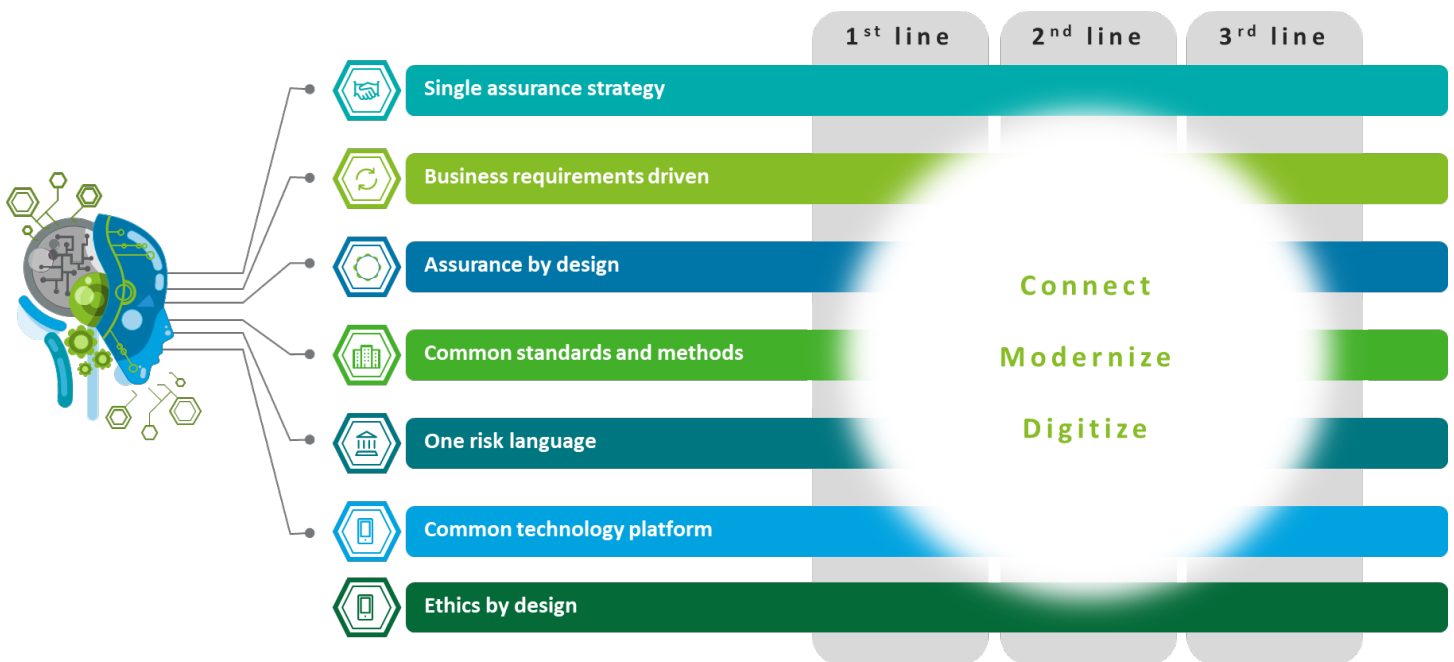 1st line 2nd line 3rd line
Single assurance strategy
Business requirements driven
Assurance by design
Connect
Modernize
Common standards and methods
Digitize
One risk language
Common technology platform
Ethics by design